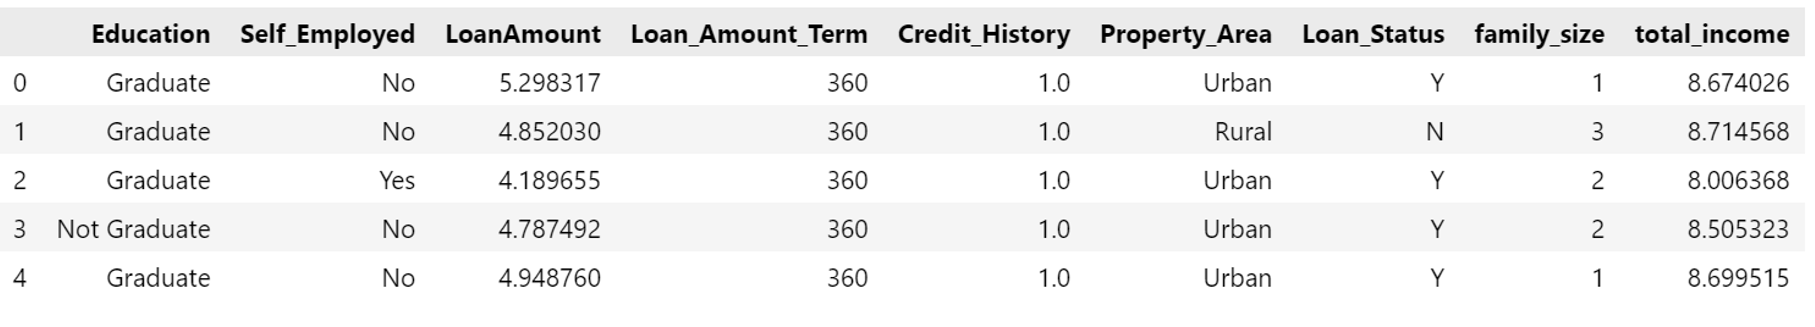 Education Self_Employed LoanAmount Loan_Amount_Term Credit_History Property_Area Loan_Status family_size total_income
0 Graduate No 5.298317 360 1.0 Urban Y 1 8.674026
1 Graduate No 4.852030 360 1.0 Rural N 3 8.714568
2 Graduate Yes 4.189655 360 1.0 Urban Y 2 8.006368
3 Not Graduate No 4.787492 360 1.0 Urban Y 2 8.505323
4 Graduate No 4.948760 360 1.0 Urban Y 1 8.699515